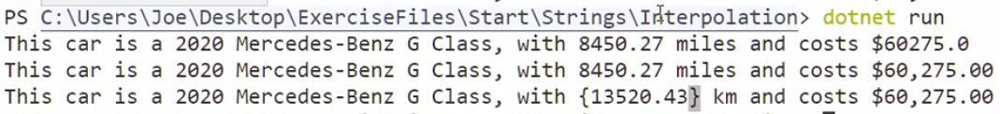 PS C:\Users\Joe\Desktop\ExerciseFiles\Start\Strings\Interpolation> dotnet run
This car is a 2020 Mercedes-Benz G Class, with 8450.27 miles and costs $60275.0
This car is a 2020 Mercedes-Benz G Class, with 8450.27 miles and costs $60,275.00
This car is a 2020 Mercedes-Benz G Class, with {13520.43} km and costs $60,275.00